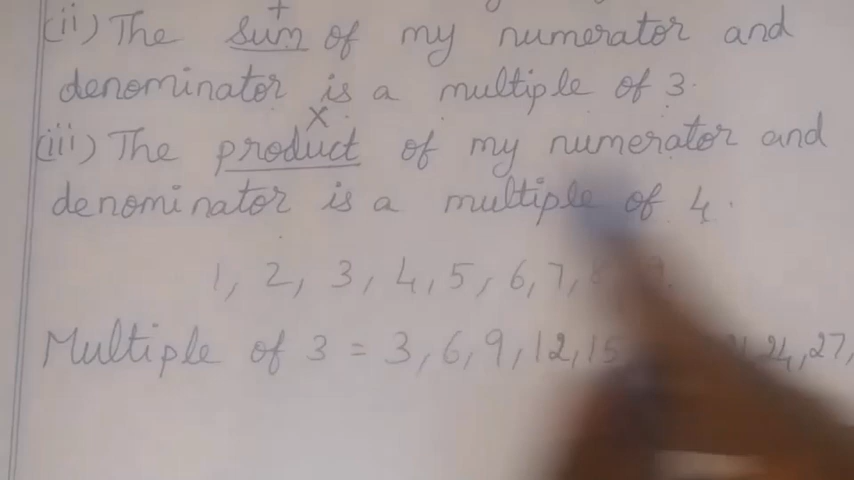 +
(ii) The sum of my numerator and
denominator is a multiple of 3.
x
(iii) The product of my numerator and
denominator is a multiple of 4.
1, 2, 3, 4, 5, 6, 7,
Multiple of 3 = 3, 6, 9, 12, 15 24, 27,